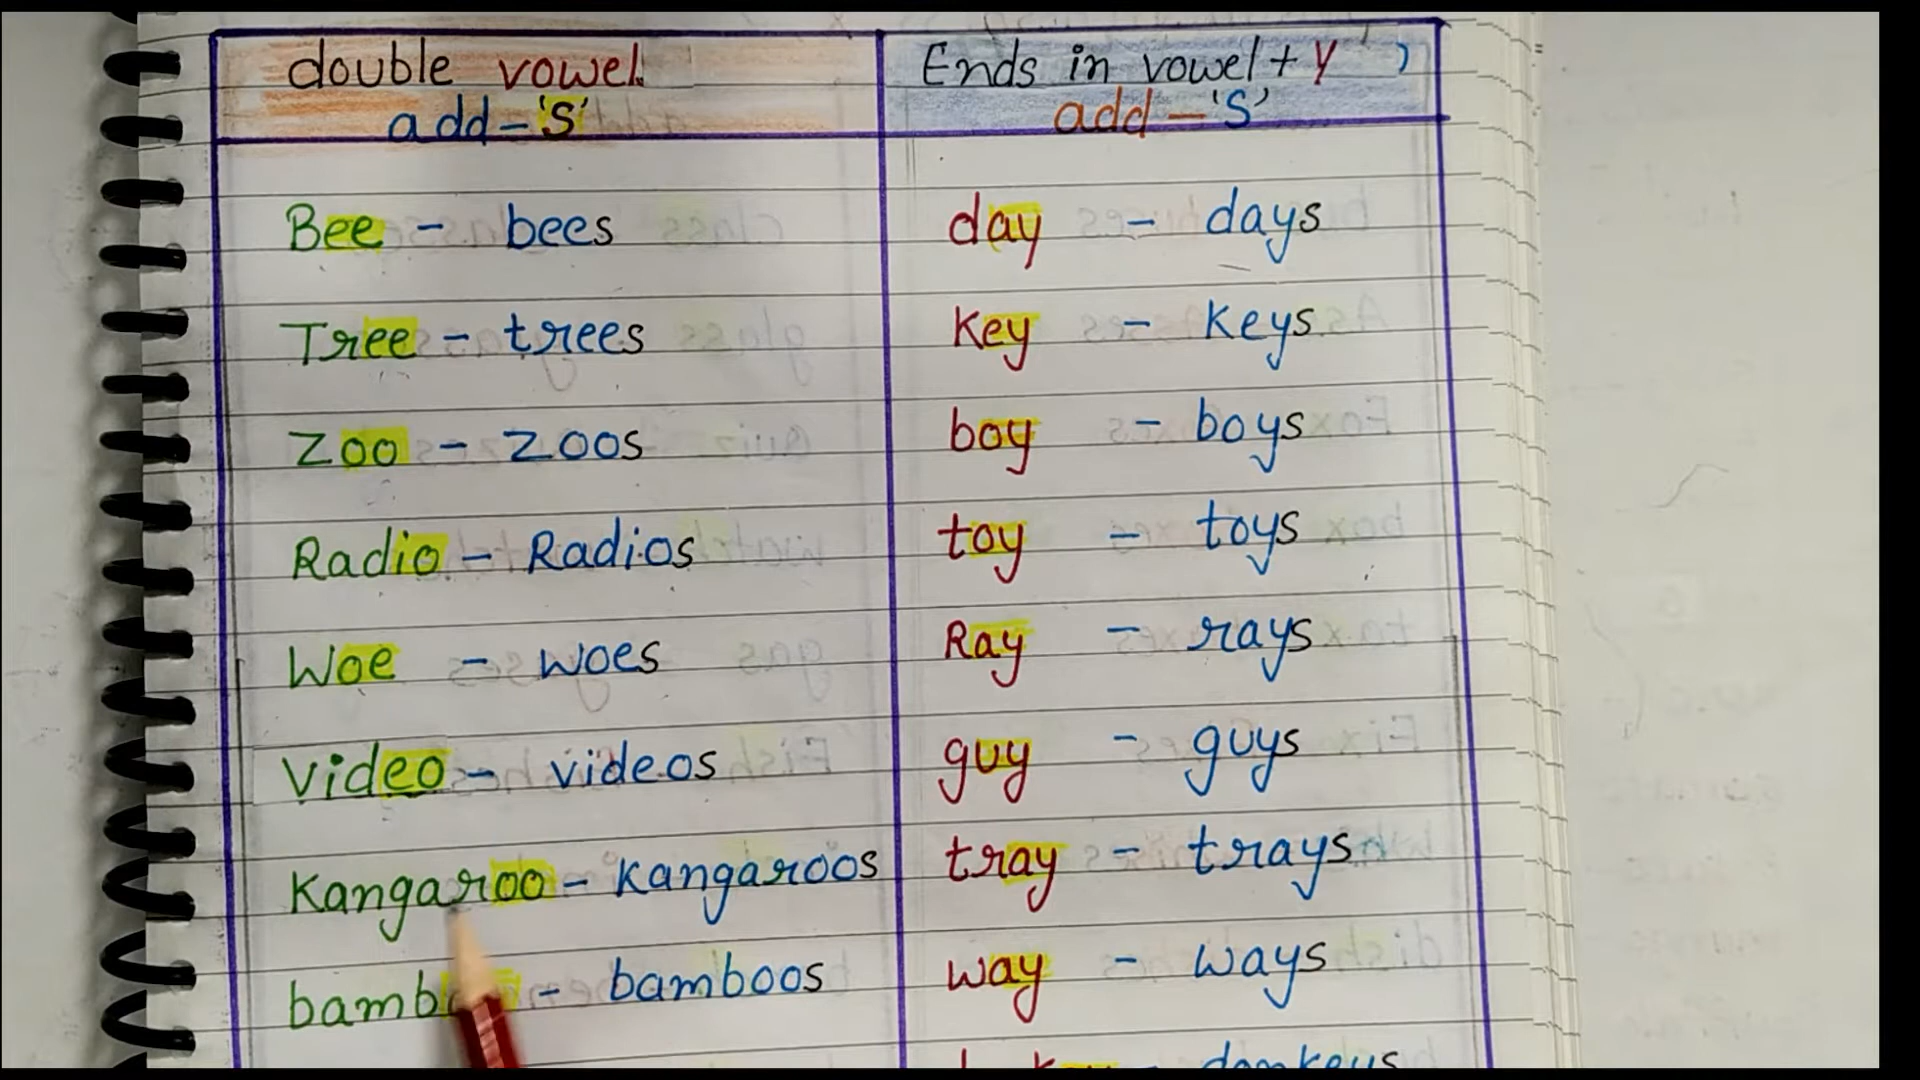 double vowel
add - 'S'
Bee - bees
Tree - trees
Zoo - zoos
Radio - Radios
Woe - woes
Video - videos
Kangaroo - kangaroos
- bamboos
Ends in vowel + y
add - 'S'
day - days
Key - keys
boy - boys
toy - toys
Ray - rays
guy - guys
tray - trays
way - ways
- donkeys